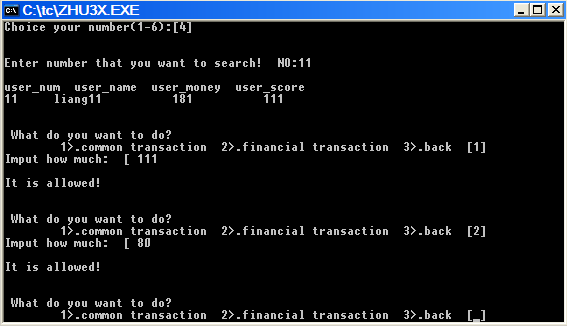 C:\tc\ZHU3X.EXE
Choice your number(1-6):[4]
Enter number that you want to search!  NO:11
user_num  user_name  user_money  user_score
11     liang11          181          111
What do you want to do?
1>.common transaction  2>.financial transaction  3>.back  [1]
Imput how much:  [ 111
It is allowed!
What do you want to do?
1>.common transaction  2>.financial transaction  3>.back  [2]
Imput how much:  [ 80
It is allowed!
What do you want to do?
1>.common transaction  2>.financial transaction  3>.back  [_]